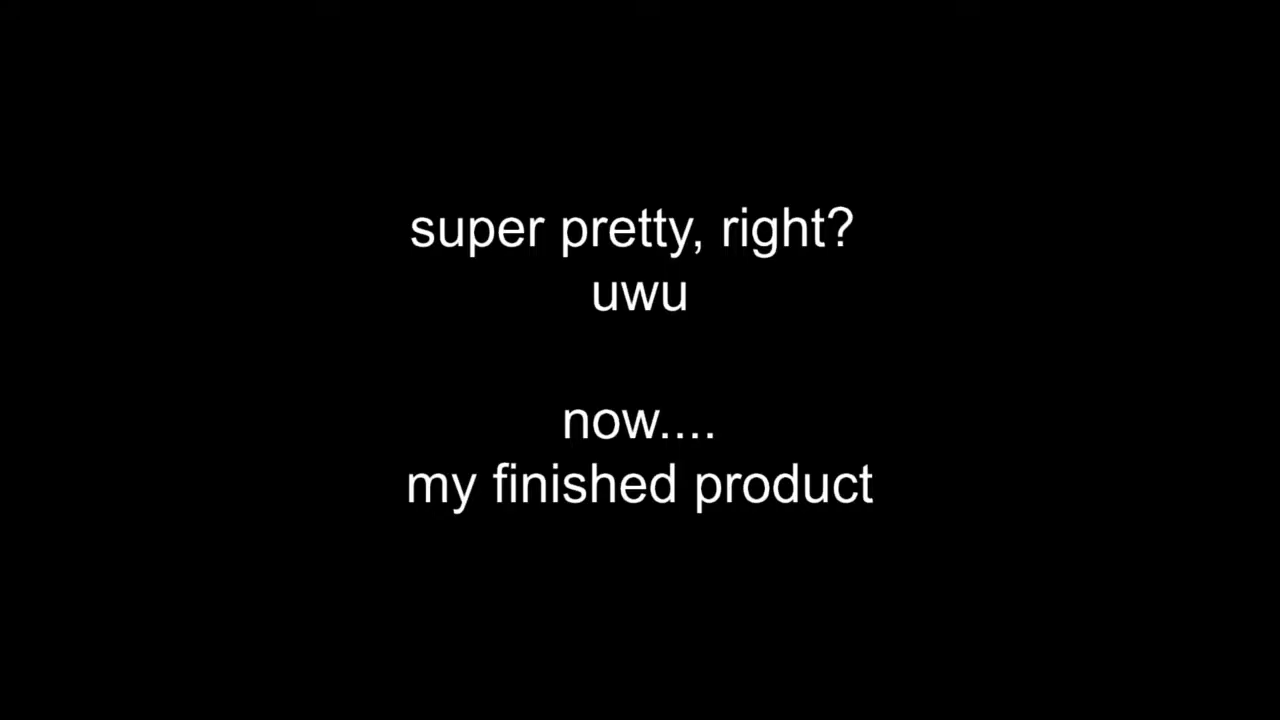 super pretty, right?
uwu
now....
my finished product